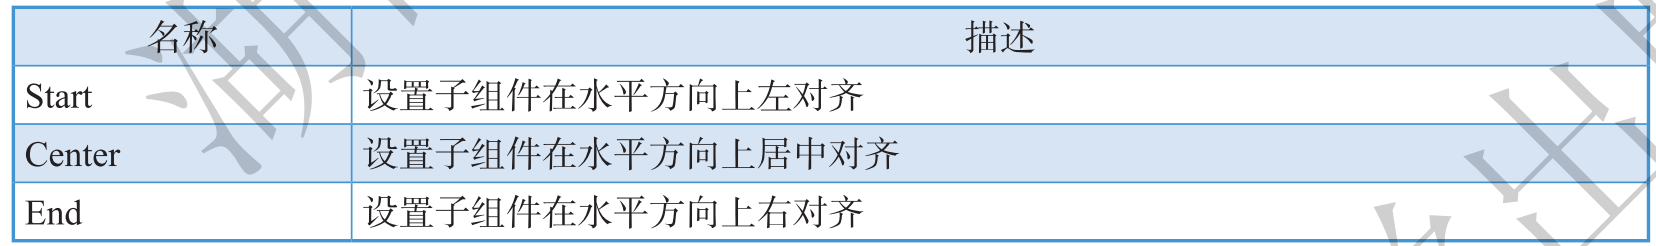 名称 描述
Start 设置子组件在水平方向上左对齐
Center 设置子组件在水平方向上居中对齐
End 设置子组件在水平方向上右对齐